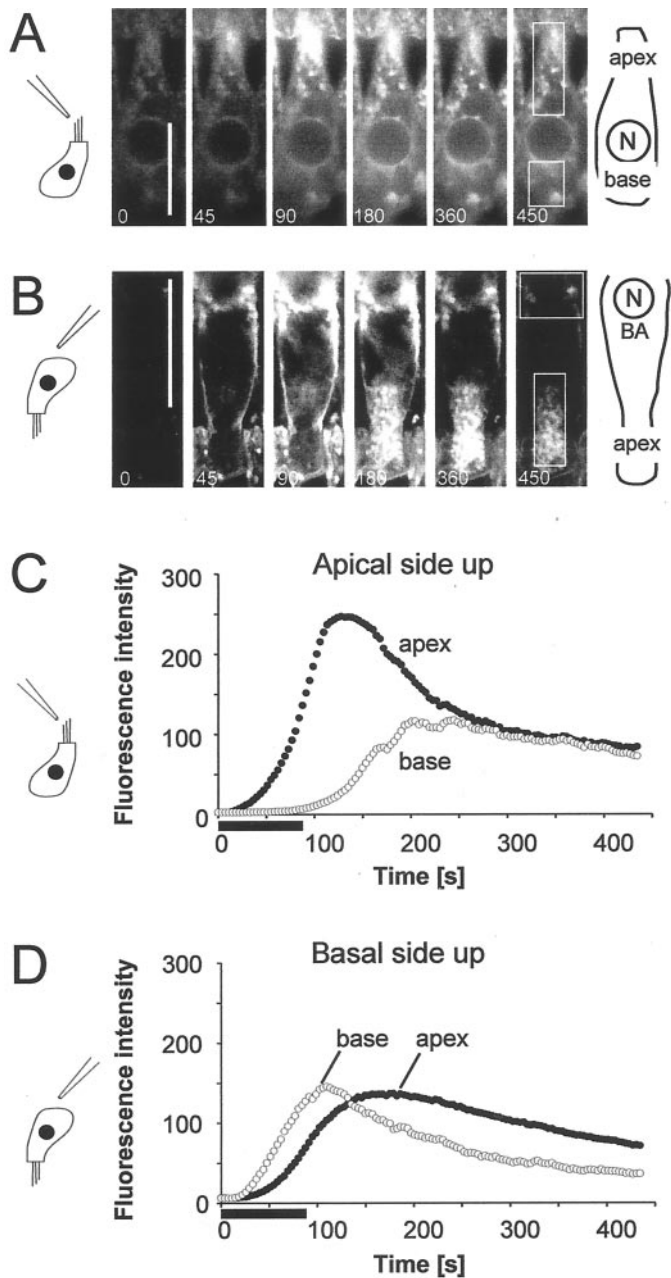 A
0 45 90 180 360 450
apex
N
base
B
0 45 90 180 360 450
N
BA
apex
C
Apical side up
Fluorescence intensity
300
200
100
0
apex
base
0 100 200 300 400
Time [s]
D
Basal side up
Fluorescence intensity
300
200
100
0
base apex
0 100 200 300 400
Time [s]